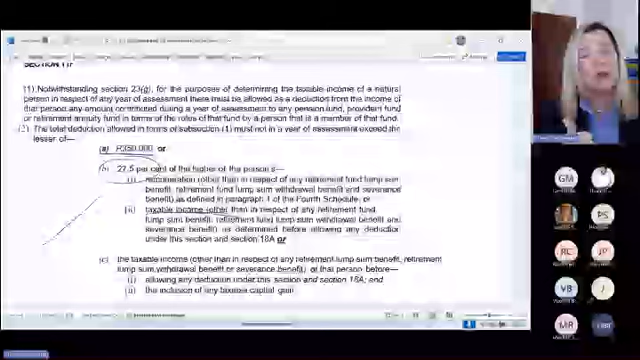 SECTION 11F
(1) Notwithstanding section 23(g), for the purposes of determining the taxable income of a natural
person in respect of any year of assessment there must be allowed as a deduction from the income of
that person any amount contributed during a year of assessment to any pension fund, provident fund
or retirement annuity fund in terms of the rules of that fund by a person that is a member of that fund.
(2) The total deduction allowed in terms of subsection (1) must not in a year of assessment exceed the
lesser of—
(a) R350 000 or
(b) 27,5 per cent of the higher of the person's—
(i) remuneration (other than in respect of any retirement fund lump sum
benefit, retirement fund lump sum withdrawal benefit and severance
benefit) as defined in paragraph 1 of the Fourth Schedule, or
(ii) taxable income (other than in respect of any retirement fund
lump sum benefit, retirement fund lump sum withdrawal benefit and
severance benefit) as determined before allowing any deduction
under this section and section 18A or
(c) the taxable income (other than in respect of any retirement fund lump sum benefit, retirement
fund lump sum withdrawal benefit or severance benefit) of that person before—
(i) allowing any deduction under this section and section 18A; and
(ii) the inclusion of any taxable capital gain
GM
PS
RC
JP
VB
J
MR